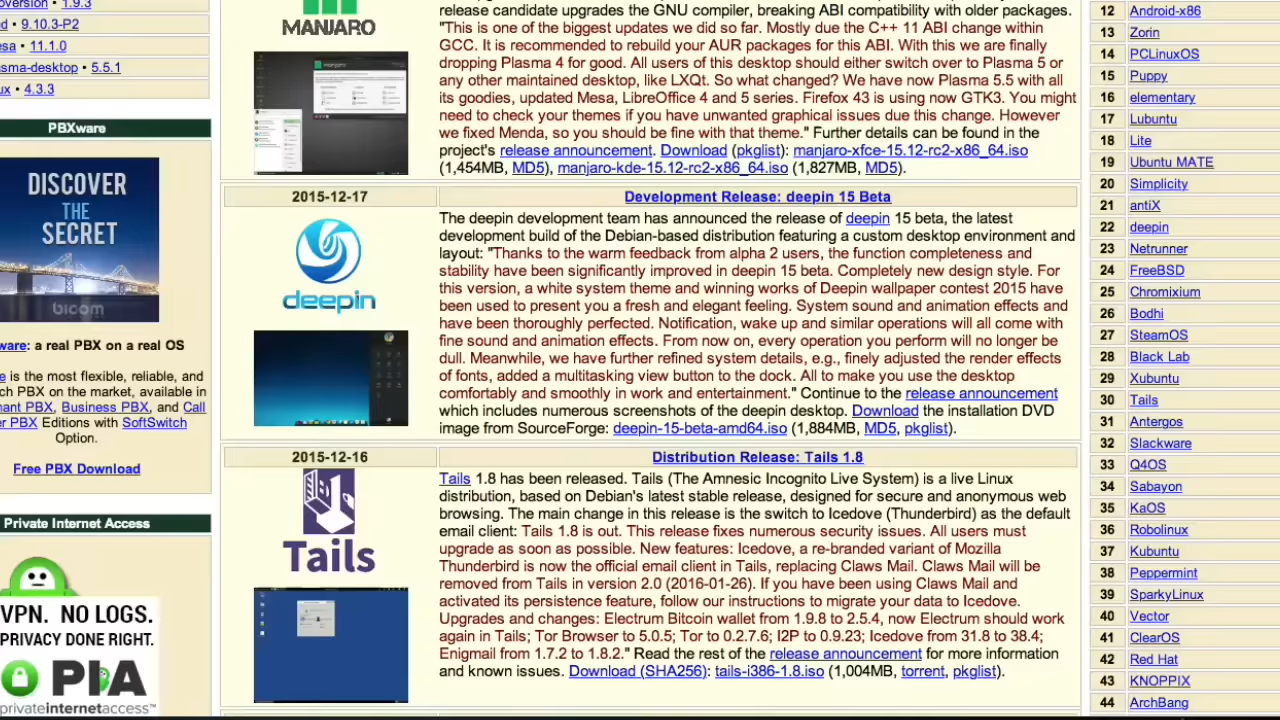 oversion • 1.9.3
d • 9.10.3-P2
esa • 11.1.0
sma-desktop • 5.5.1
ux • 4.3.3
PBXware
DISCOVER
THE
SECRET
bicom
ware: a real PBX on a real OS
e is the most flexible, reliable, and
ch PBX on the market, available in
nant PBX, Business PBX, and Call
er PBX Editions with SoftSwitch
Option.
Free PBX Download
Private Internet Access
VPN. NO LOGS.
PRIVACY DONE RIGHT.
PIA
privateinternetaccess™
MANJARO
release candidate upgrades the GNU compiler, breaking ABI compatibility with older packages.
"This is one of the biggest updates we did so far. Mostly due the C++ 11 ABI change within
GCC. It is recommended to rebuild your AUR packages for this ABI. With this we are finally
dropping Plasma 4 for good. All users of this desktop should either switch over to Plasma 5 or
any other maintained desktop, like LXQt. So what changed? We have now Plasma 5.5 with all
its goodies, updated Mesa, LibreOffice 4 and 5 series. Firefox 43 is using now GTK3. You might
need to check your themes if you have unwanted graphical issues due this change. However
we fixed Menda, so you should be fine with that theme." Further details can be found in the
project's release announcement. Download (pkglist): manjaro-xfce-15.12-rc2-x86_64.iso
(1,454MB, MD5), manjaro-kde-15.12-rc2-x86_64.iso (1,827MB, MD5).
2015-12-17
Development Release: deepin 15 Beta
deepin
The deepin development team has announced the release of deepin 15 beta, the latest
development build of the Debian-based distribution featuring a custom desktop environment and
layout: "Thanks to the warm feedback from alpha 2 users, the function completeness and
stability have been significantly improved in deepin 15 beta. Completely new design style. For
this version, a white system theme and winning works of Deepin wallpaper contest 2015 have
been used to present you a fresh and elegant feeling. System sound and animation effects and
have been thoroughly perfected. Notification, wake up and similar operations will all come with
fine sound and animation effects. From now on, every operation you perform will no longer be
dull. Meanwhile, we have further refined system details, e.g., finely adjusted the render effects
of fonts, added a multitasking view button to the dock. All to make you use the desktop
comfortably and smoothly in work and entertainment." Continue to the release announcement
which includes numerous screenshots of the deepin desktop. Download the installation DVD
image from SourceForge: deepin-15-beta-amd64.iso (1,884MB, MD5, pkglist).
2015-12-16
Distribution Release: Tails 1.8
Tails
Tails 1.8 has been released. Tails (The Amnesic Incognito Live System) is a live Linux
distribution, based on Debian's latest stable release, designed for secure and anonymous web
browsing. The main change in this release is the switch to Icedove (Thunderbird) as the default
email client: Tails 1.8 is out. This release fixes numerous security issues. All users must
upgrade as soon as possible. New features: Icedove, a re-branded variant of Mozilla
Thunderbird is now the official email client in Tails, replacing Claws Mail. Claws Mail will be
removed from Tails in version 2.0 (2016-01-26). If you have been using Claws Mail and
activated its persistence feature, follow our instructions to migrate your data to Icedove.
Upgrades and changes: Electrum Bitcoin wallet from 1.9.8 to 2.5.4, now Electrum should work
again in Tails; Tor Browser to 5.0.5; Tor to 0.2.7.6; I2P to 0.9.23; Icedove from 31.8 to 38.4;
Enigmail from 1.7.2 to 1.8.2." Read the rest of the release announcement for more information
and known issues. Download (SHA256): tails-i386-1.8.iso (1,004MB, torrent, pkglist).
12 Android-x86
13 Zorin
14 PCLinuxOS
15 Puppy
16 elementary
17 Lubuntu
18 Lite
19 Ubuntu MATE
20 Simplicity
21 antiX
22 deepin
23 Netrunner
24 FreeBSD
25 Chromixium
26 Bodhi
27 SteamOS
28 Black Lab
29 Xubuntu
30 Tails
31 Antergos
32 Slackware
33 Q4OS
34 Sabayon
35 KaOS
36 Robolinux
37 Kubuntu
38 Peppermint
39 SparkyLinux
40 Vector
41 ClearOS
42 Red Hat
43 KNOPPIX
44 ArchBang